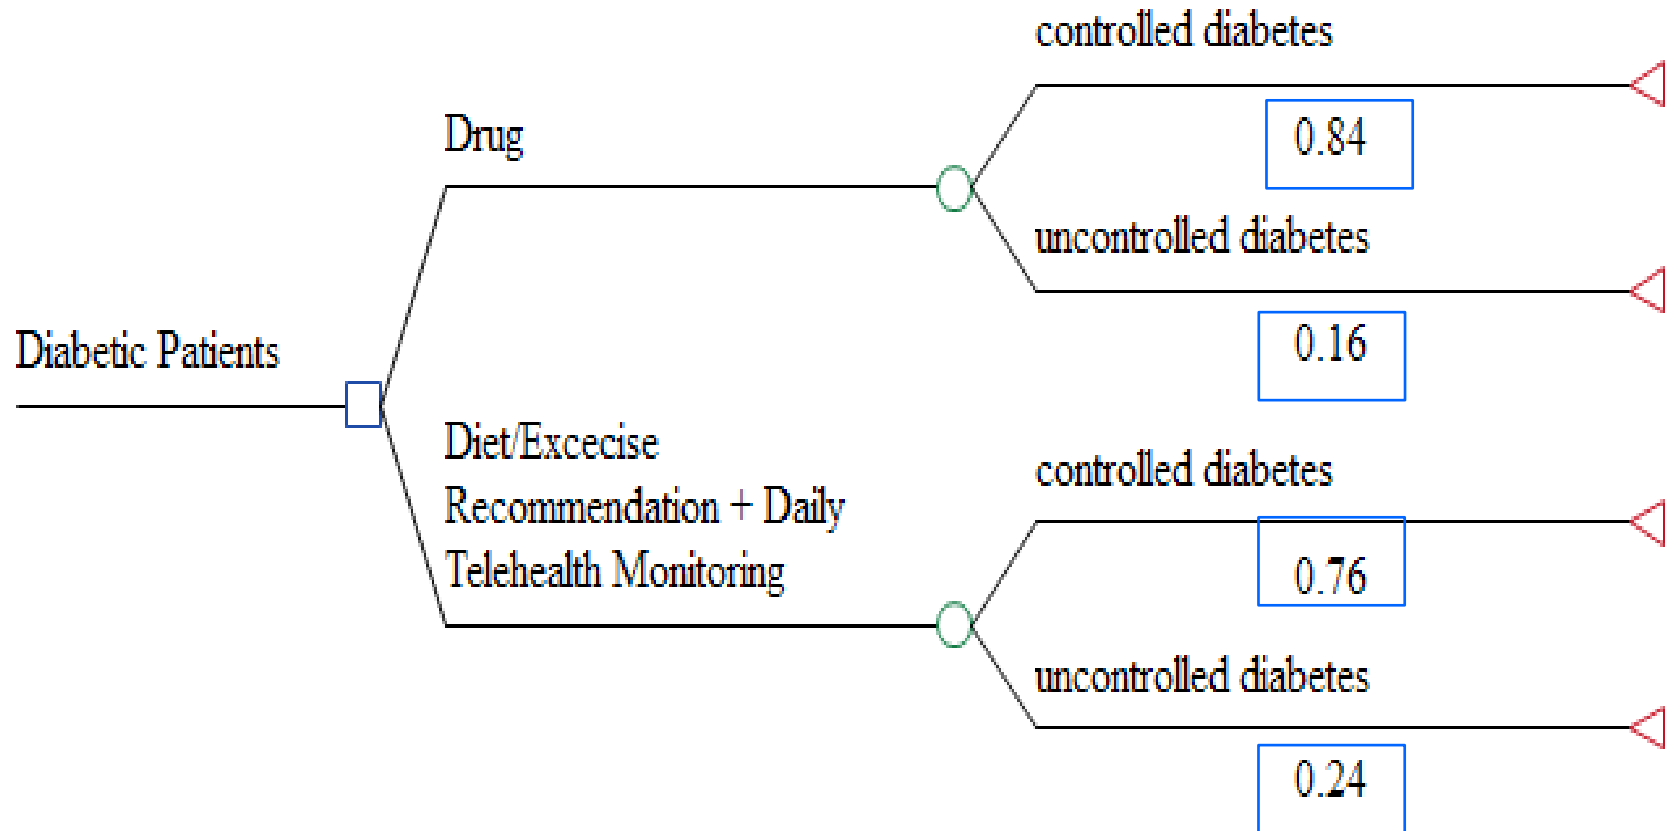 controlled diabetes
0.84
Drug
uncontrolled diabetes
0.16
Diabetic Patients
Diet/Excecise
Recommendation + Daily
Telehealth Monitoring
controlled diabetes
0.76
uncontrolled diabetes
0.24